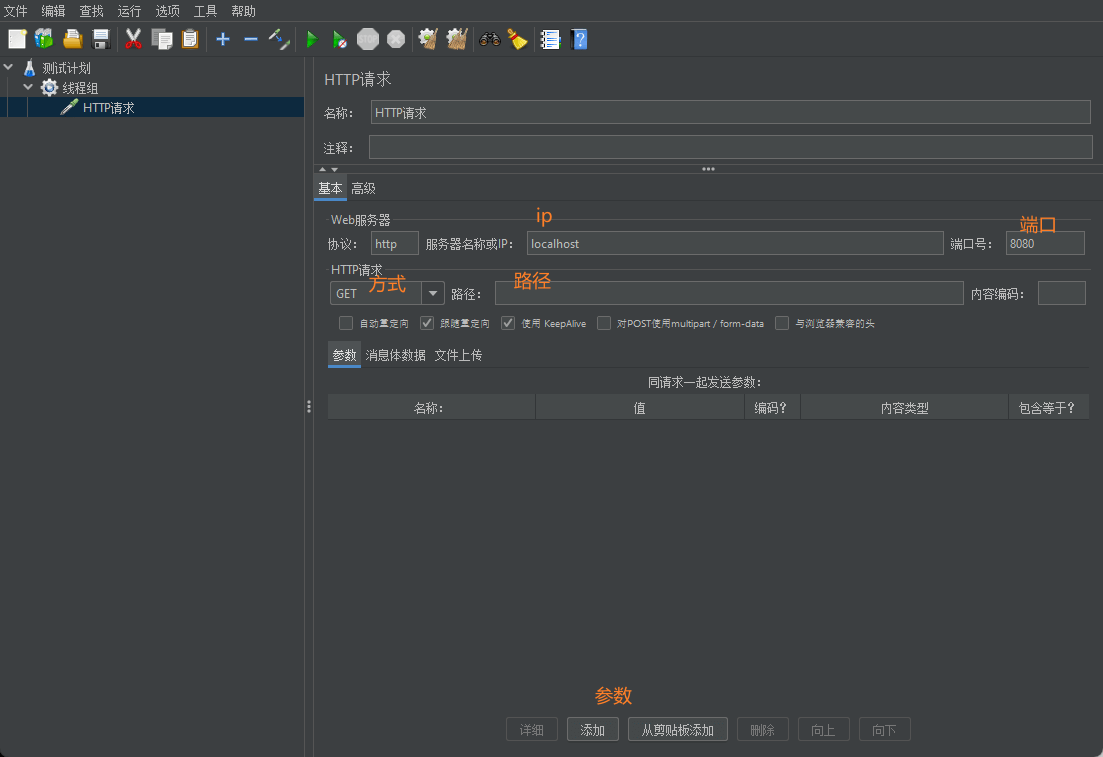 文件 编辑 查找 运行 选项 工具 帮助
测试计划
线程组
HTTP请求
HTTP请求
名称： HTTP请求
注释：
基本 高级
Web服务器
ip
端口
协议： http 服务器名称或IP： localhost 端口号： 8080
HTTP请求
方式
路径
GET 路径： 内容编码：
自动重定向 跟随重定向 使用 KeepAlive 对POST使用multipart / form-data 与浏览器兼容的头
参数 消息体数据 文件上传
同请求一起发送参数：
名称： 值 编码？ 内容类型 包含等于？
参数
详细 添加 从剪贴板添加 删除 向上 向下